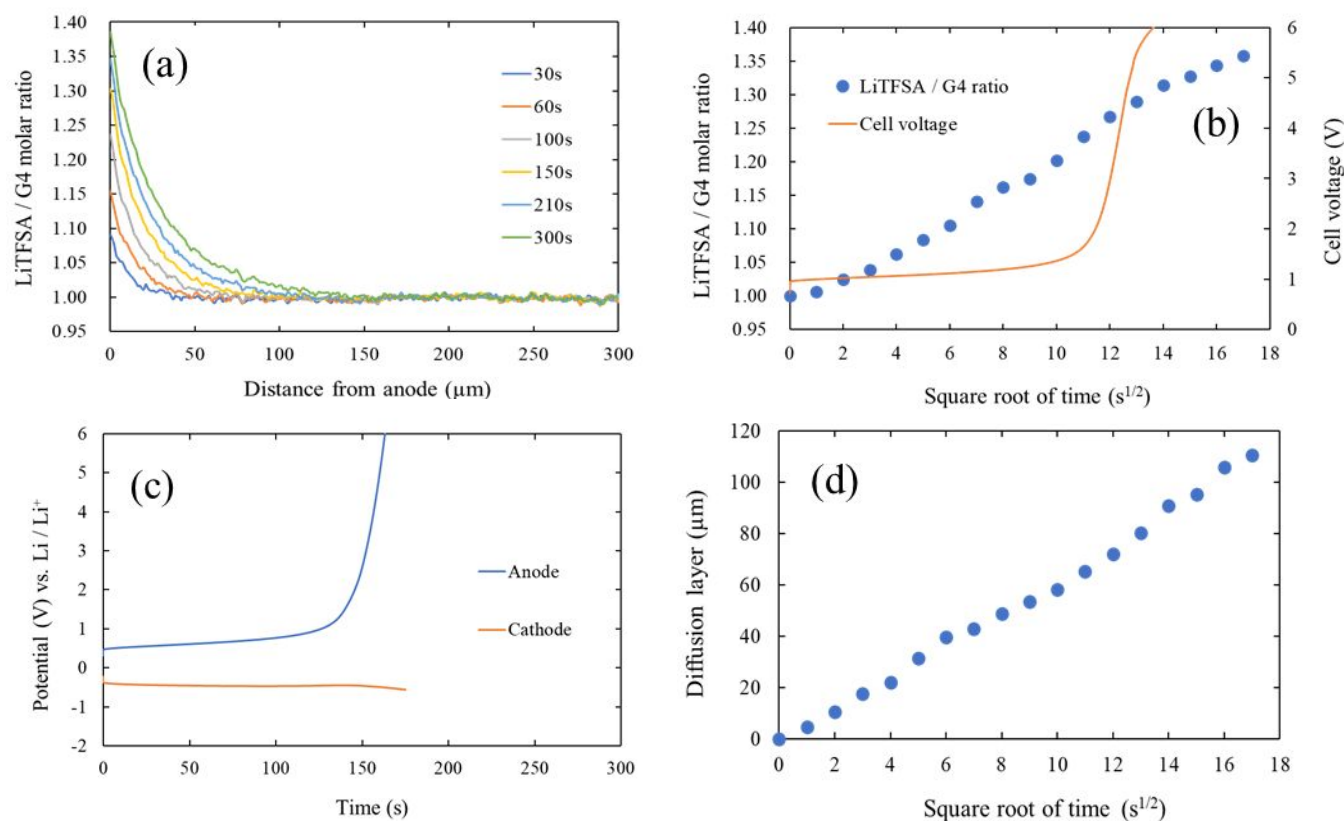 (a)
LiTFSA / G4 molar ratio
1.40
1.35
1.30
1.25
1.20
1.15
1.10
1.05
1.00
0.95
30s
60s
100s
150s
210s
300s
0 50 100 150 200 250 300
Distance from anode (μm)
(b)
LiTFSA / G4 molar ratio
1.40
1.35
1.30
1.25
1.20
1.15
1.10
1.05
1.00
0.95
LiTFSA / G4 ratio
Cell voltage
6
5
4
3
2
1
0
Cell voltage (V)
0 2 4 6 8 10 12 14 16 18
Square root of time (s1/2)
(c)
Potential (V) vs. Li / Li+
6
5
4
3
2
1
0
-1
-2
Anode
Cathode
0 50 100 150 200 250 300
Time (s)
(d)
Diffusion layer (μm)
120
100
80
60
40
20
0
0 2 4 6 8 10 12 14 16 18
Square root of time (s1/2)